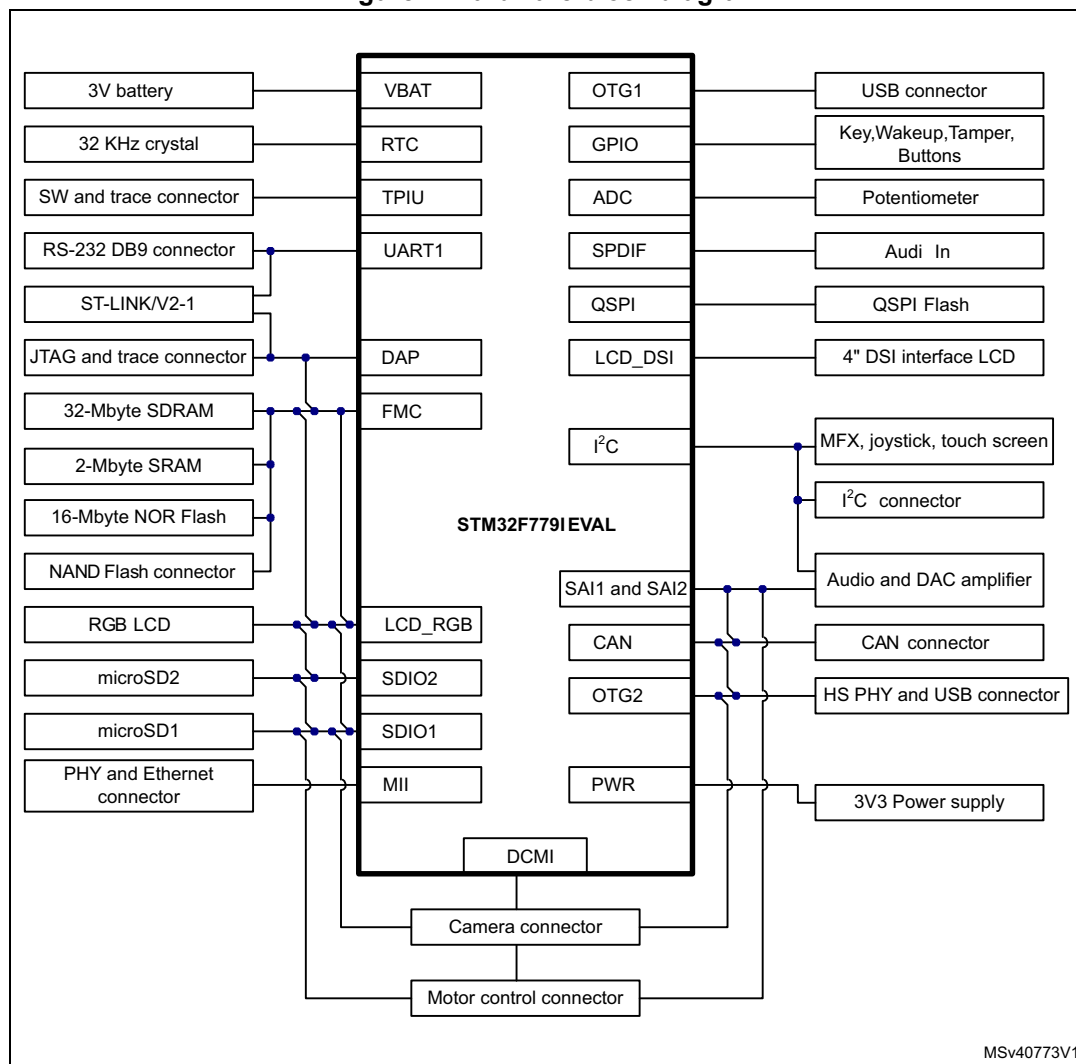 3V battery
32 KHz crystal
SW and trace connector
RS-232 DB9 connector
ST-LINK/V2-1
JTAG and trace connector
32-Mbyte SDRAM
2-Mbyte SRAM
16-Mbyte NOR Flash
NAND Flash connector
RGB LCD
microSD2
microSD1
PHY and Ethernet
connector
VBAT
RTC
TPIU
UART1
DAP
FMC
LCD_RGB
SDIO2
SDIO1
MII
STM32F779I EVAL
OTG1
GPIO
ADC
SPDIF
QSPI
LCD_DSI
I²C
SAI1 and SAI2
CAN
OTG2
PWR
DCMI
USB connector
Key,Wakeup,Tamper,
Buttons
Potentiometer
Audi In
QSPI Flash
4" DSI interface LCD
MFX, joystick, touch screen
I²C connector
Audio and DAC amplifier
CAN connector
HS PHY and USB connector
3V3 Power supply
Camera connector
Motor control connector
MSv40773V1